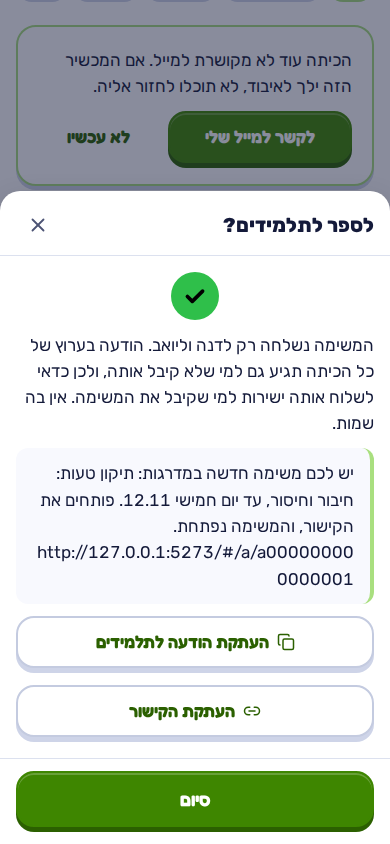 הכיתה עוד לא מקושרת למייל. אם המכשיר
הזה ילך לאיבוד, לא תוכלו לחזור אליה.
לקשר למייל שלי
לא עכשיו
לספר לתלמידים?
המשימה נשלחה רק לדנה וליואב. הודעה בערוץ של
כל הכיתה תגיע גם למי שלא קיבל אותה, ולכן כדאי
לשלוח אותה ישירות למי שקיבל את המשימה. אין בה
שמות.
יש לכם משימה חדשה במדרגות: תיקון טעות:
חיבור וחיסור, עד יום חמישי 12.11. פותחים את
הקישור, והמשימה נפתחת.
http://127.0.0.1:5273/#/a/a00000000
0000001
העתקת הודעה לתלמידים
העתקת הקישור
סיום